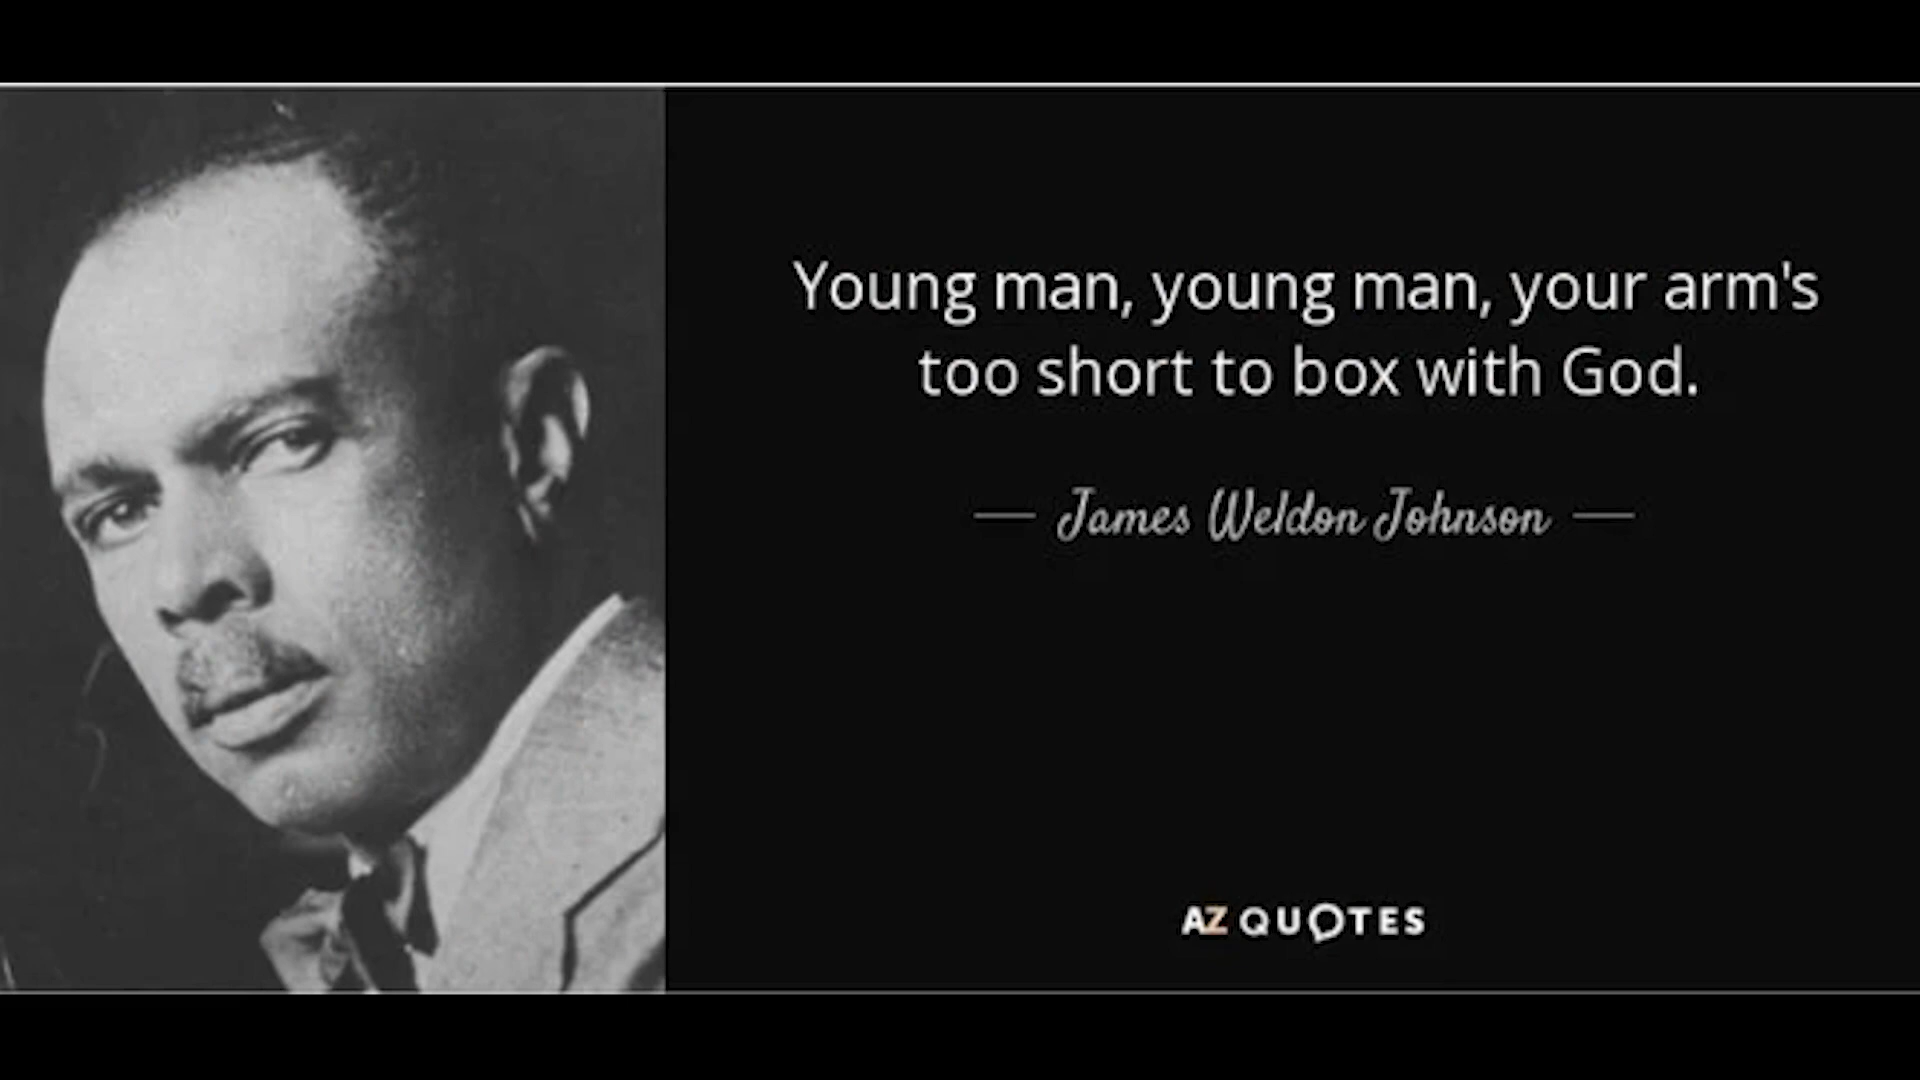 Young man, young man, your arm's
too short to box with God.
— James Weldon Johnson —
AZ QUOTES